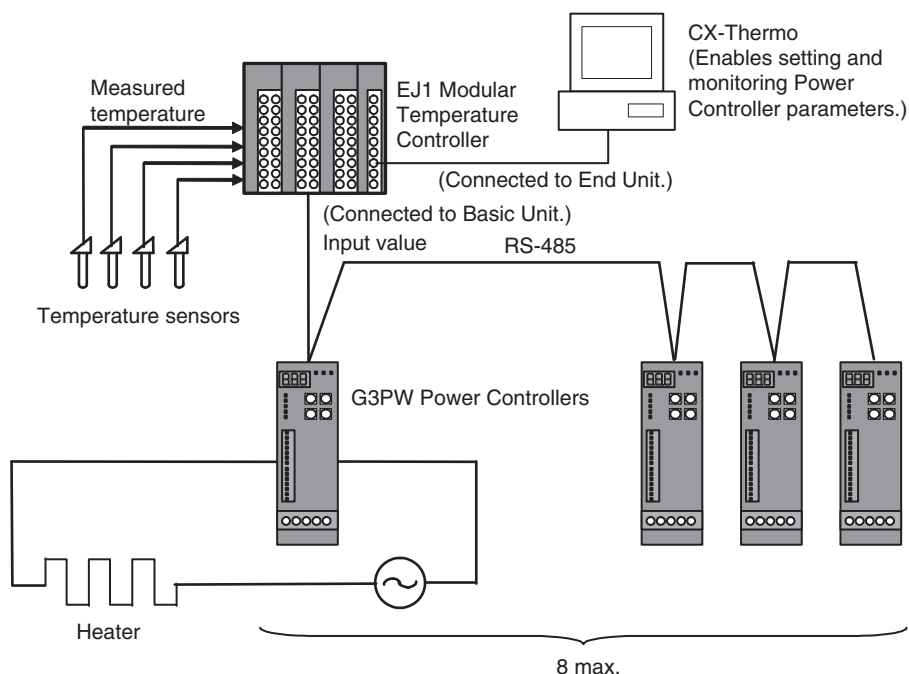 CX-Thermo
(Enables setting and
monitoring Power
Controller parameters.)
Measured
temperature
EJ1 Modular
Temperature
Controller
(Connected to End Unit.)
(Connected to Basic Unit.)
Input value
RS-485
Temperature sensors
G3PW Power Controllers
Heater
8 max.